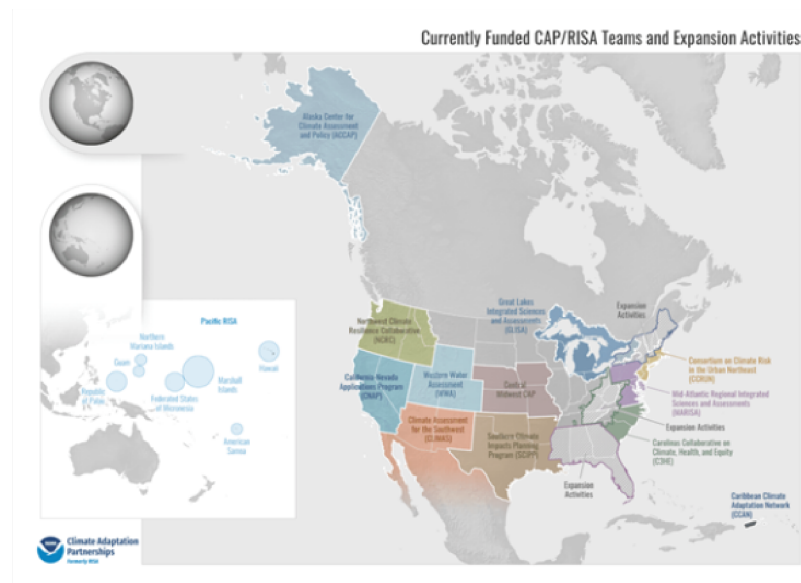 Currently Funded CAP/RISA Teams and Expansion Activities
Alaska Center for
Climate Assessment
and Policy (ACCAP)
Pacific RISA
Northern
Mariana Islands
Guam
Republic
of Palau
Federated States
of Micronesia
Marshall
Islands
Hawaii
American
Samoa
Northwest Climate
Resilience Collaborative
(NCRC)
Great Lakes
Integrated Sciences
and Assessments
(GLISA)
Expansion
Activities
California-Nevada
Applications Program
(CNAP)
Western Water
Assessment
(WWA)
Central
Midwest CAP
Consortium on Climate Risk
in the Urban Northeast
(CCRUN)
Mid-Atlantic Regional Integrated
Sciences and Assessments
(MARISA)
Climate Assessment
for the Southwest
(CLIMAS)
Southern Climate
Impacts Planning
Program (SCIPP)
Expansion Activities
Carolinas Collaborative on
Climate, Health, and Equity
(C3HE)
Expansion
Activities
Caribbean Climate
Adaptation Network
(CCAN)
NOAA
Climate Adaptation
Partnerships
Formerly RISA